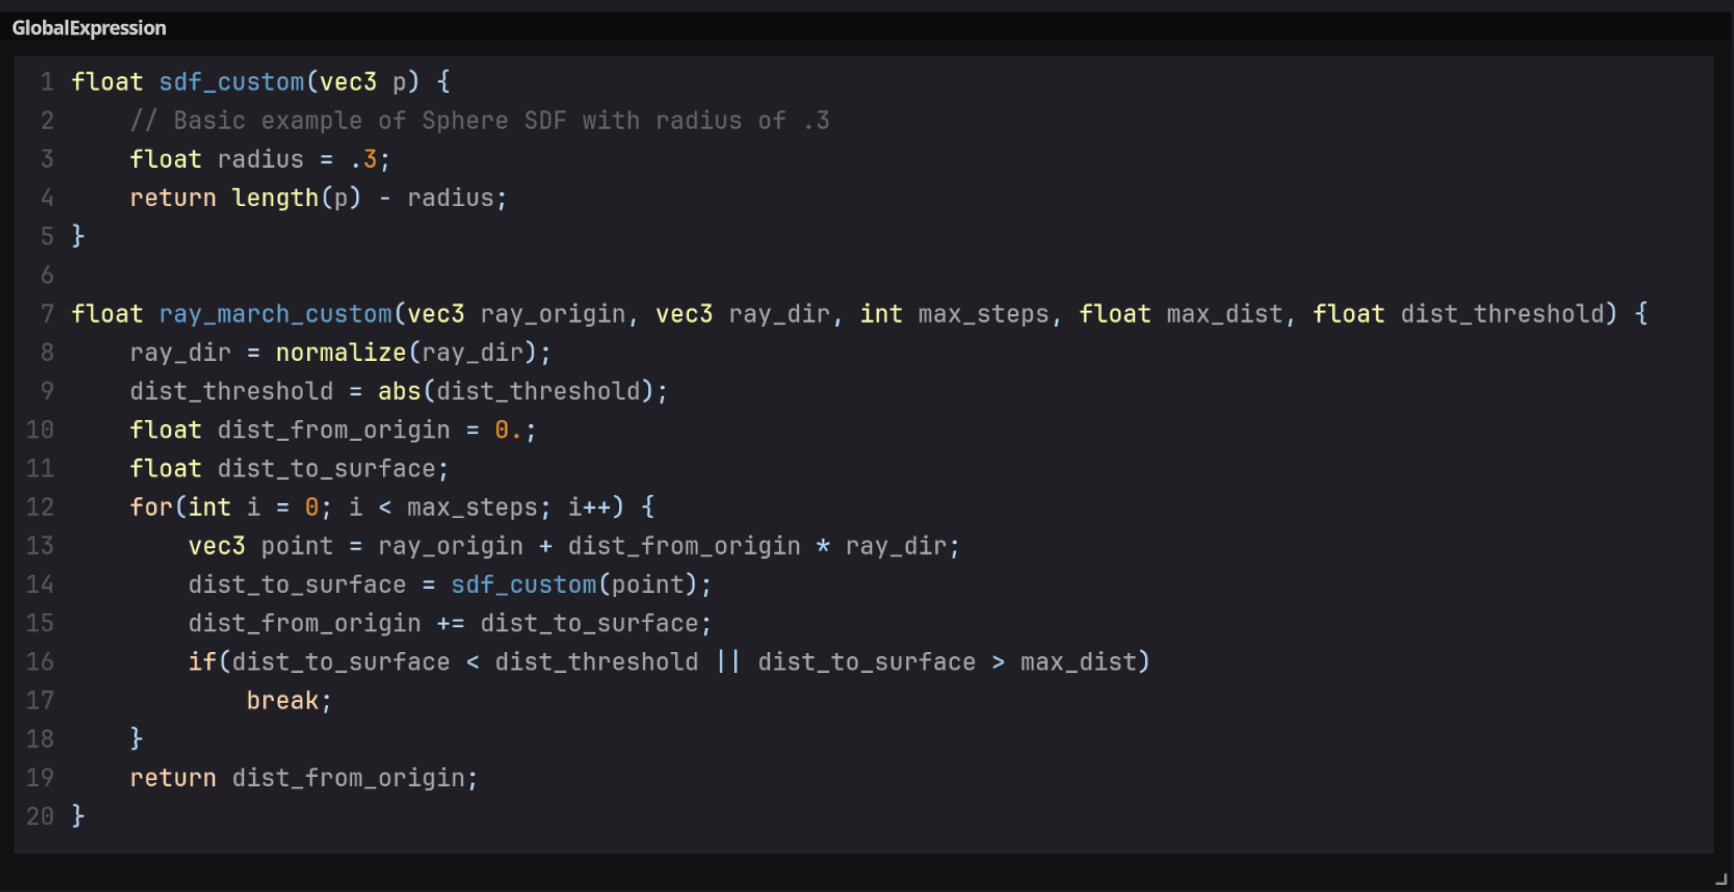 GlobalExpression
1 float sdf_custom(vec3 p) {
2     // Basic example of Sphere SDF with radius of .3
3     float radius = .3;
4     return length(p) - radius;
5 }
6
7 float ray_march_custom(vec3 ray_origin, vec3 ray_dir, int max_steps, float max_dist, float dist_threshold) {
8     ray_dir = normalize(ray_dir);
9     dist_threshold = abs(dist_threshold);
10     float dist_from_origin = 0.;
11     float dist_to_surface;
12     for(int i = 0; i < max_steps; i++) {
13         vec3 point = ray_origin + dist_from_origin * ray_dir;
14         dist_to_surface = sdf_custom(point);
15         dist_from_origin += dist_to_surface;
16         if(dist_to_surface < dist_threshold || dist_to_surface > max_dist)
17             break;
18     }
19     return dist_from_origin;
20 }